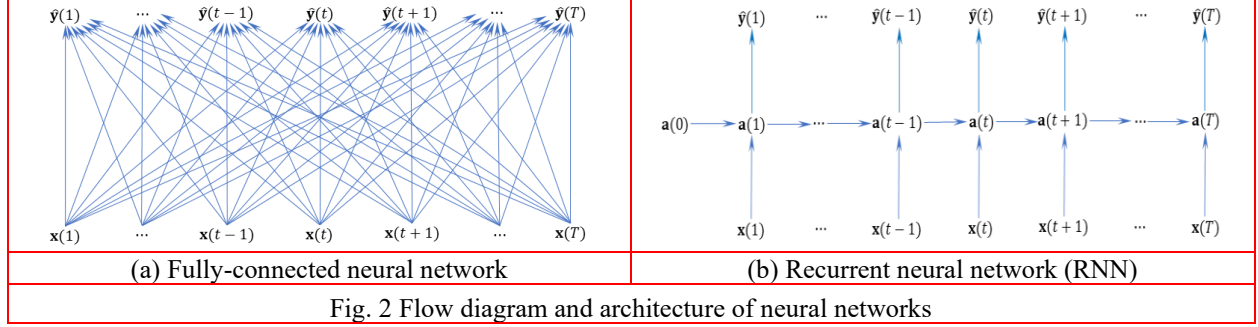 ŷ(1) ⋯ ŷ(t−1) ŷ(t) ŷ(t+1) ⋯ ŷ(T)
x(1) ⋯ x(t−1) x(t) x(t+1) ⋯ x(T)
(a) Fully-connected neural network
ŷ(1) ⋯ ŷ(t−1) ŷ(t) ŷ(t+1) ⋯ ŷ(T)
a(0) a(1) ⋯ a(t−1) a(t) a(t+1) ⋯ a(T)
x(1) ⋯ x(t−1) x(t) x(t+1) ⋯ x(T)
(b) Recurrent neural network (RNN)
Fig. 2 Flow diagram and architecture of neural networks